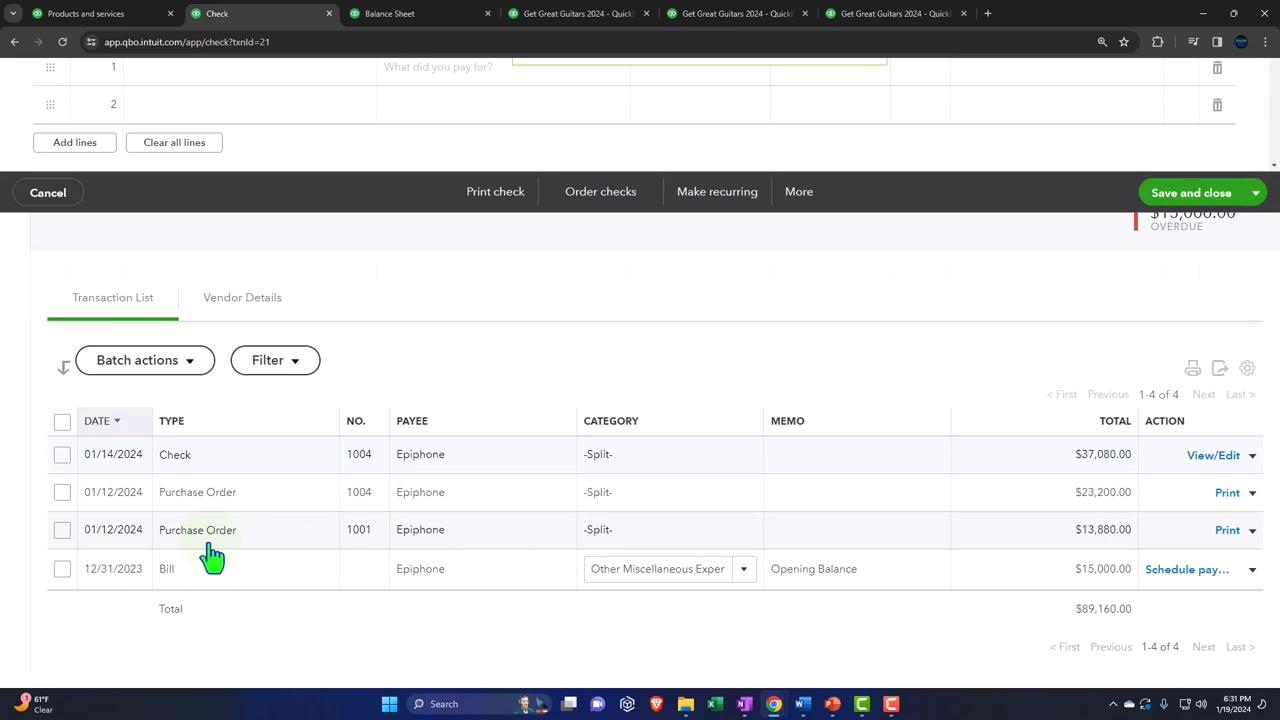 Products and services
Check
Balance Sheet
Get Great Guitars 2024 - QuickB
Get Great Guitars 2024 - QuickB
Get Great Guitars 2024 - QuickB
app.qbo.intuit.com/app/check?txnId=21
1 What did you pay for?
2
Add lines Clear all lines
Cancel Print check Order checks Make recurring More Save and close
$15,000.00
OVERDUE
Transaction List Vendor Details
Batch actions Filter
< First Previous 1-4 of 4 Next Last >
DATE TYPE NO. PAYEE CATEGORY MEMO TOTAL ACTION
01/14/2024 Check 1004 Epiphone -Split- $37,080.00 View/Edit
01/12/2024 Purchase Order 1004 Epiphone -Split- $23,200.00 Print
01/12/2024 Purchase Order 1001 Epiphone -Split- $13,880.00 Print
12/31/2023 Bill Epiphone Other Miscellaneous Exper Opening Balance $15,000.00 Schedule pay...
Total $89,160.00
< First Previous 1-4 of 4 Next Last >
1 61°F
Clear
Search
6:31 PM
1/19/2024